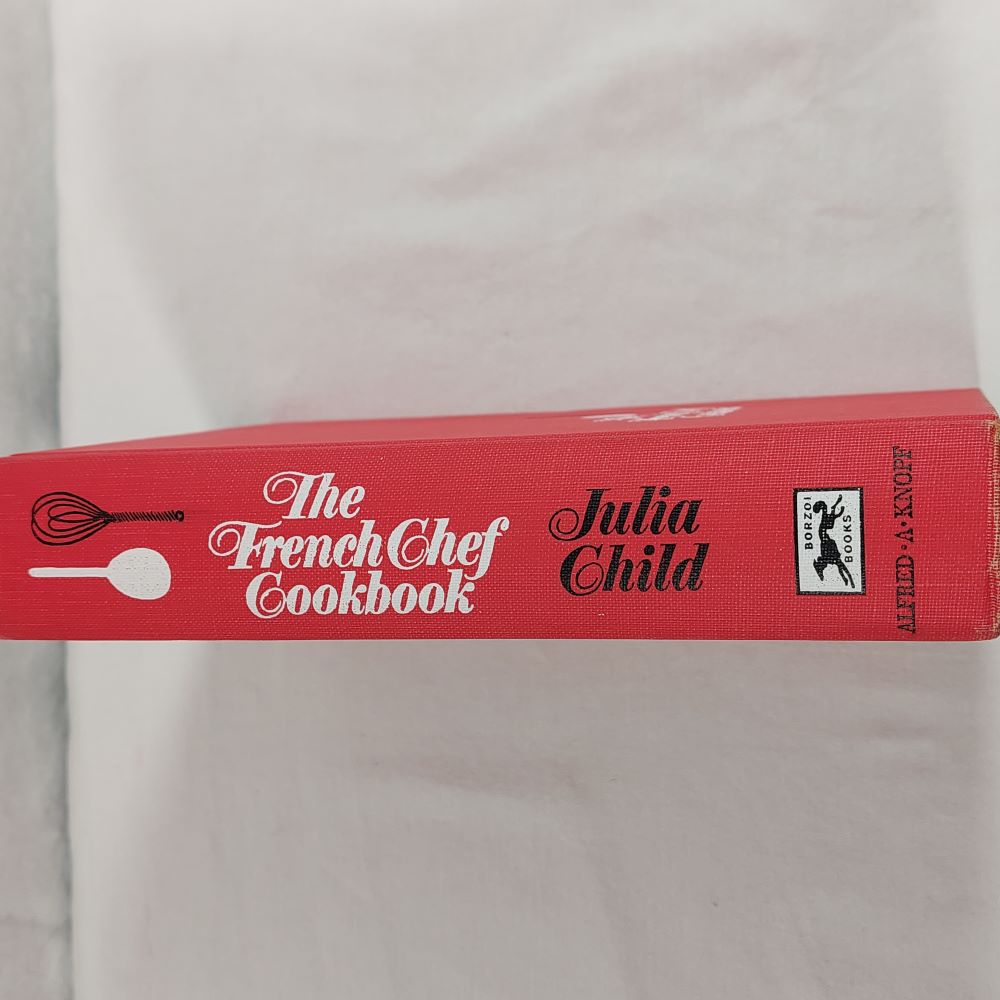 The
French Chef
Cookbook
Julia
Child
BORZOI
BOOKS
ALFRED·A·KNOPF